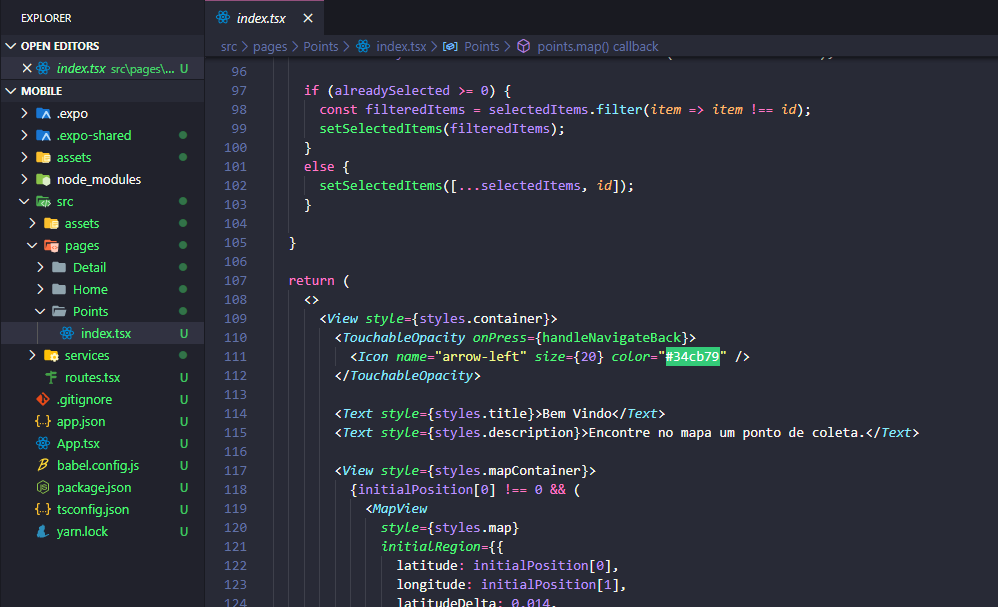 EXPLORER
OPEN EDITORS
index.tsx src\pages\... U
MOBILE
.expo
.expo-shared
assets
node_modules
src
assets
pages
Detail
Home
Points
index.tsx U
services
routes.tsx U
.gitignore U
app.json U
App.tsx U
babel.config.js U
package.json U
tsconfig.json U
yarn.lock U
index.tsx
src > pages > Points > index.tsx > Points > points.map() callback
96
97 if (alreadySelected >= 0) {
98 const filteredItems = selectedItems.filter(item => item !== id);
99 setSelectedItems(filteredItems);
100 }
101 else {
102 setSelectedItems([...selectedItems, id]);
103 }
104
105 }
106
107 return (
108 <>
109 <View style={styles.container}>
110 <TouchableOpacity onPress={handleNavigateBack}>
111 <Icon name="arrow-left" size={20} color="#34cb79" />
112 </TouchableOpacity>
113
114 <Text style={styles.title}>Bem Vindo</Text>
115 <Text style={styles.description}>Encontre no mapa um ponto de coleta.</Text>
116
117 <View style={styles.mapContainer}>
118 {initialPosition[0] !== 0 && (
119 <MapView
120 style={styles.map}
121 initialRegion={{
122 latitude: initialPosition[0],
123 longitude: initialPosition[1],
124 latitudeDelta: 0.014,